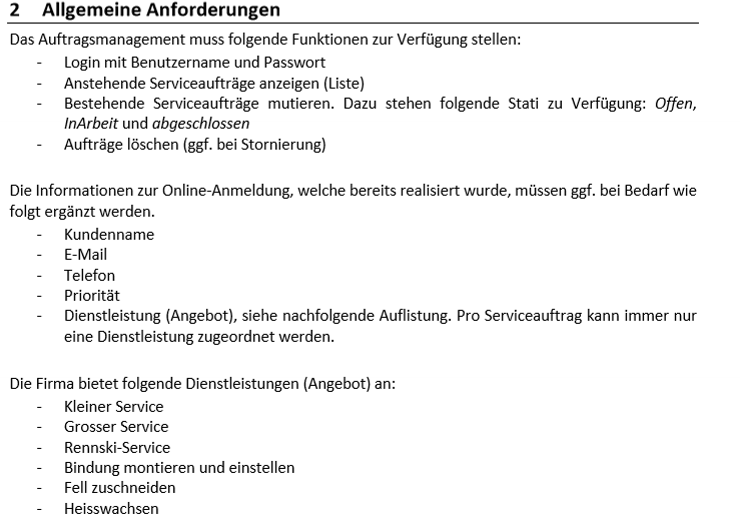 2 Allgemeine Anforderungen
Das Auftragsmanagement muss folgende Funktionen zur Verfügung stellen:
- Login mit Benutzername und Passwort
- Anstehende Serviceaufträge anzeigen (Liste)
- Bestehende Serviceaufträge mutieren. Dazu stehen folgende Stati zu Verfügung: Offen,
InArbeit und abgeschlossen
- Aufträge löschen (ggf. bei Stornierung)
Die Informationen zur Online-Anmeldung, welche bereits realisiert wurde, müssen ggf. bei Bedarf wie
folgt ergänzt werden.
- Kundenname
- E-Mail
- Telefon
- Priorität
- Dienstleistung (Angebot), siehe nachfolgende Auflistung. Pro Serviceauftrag kann immer nur
eine Dienstleistung zugeordnet werden.
Die Firma bietet folgende Dienstleistungen (Angebot) an:
- Kleiner Service
- Grosser Service
- Rennski-Service
- Bindung montieren und einstellen
- Fell zuschneiden
- Heisswachsen